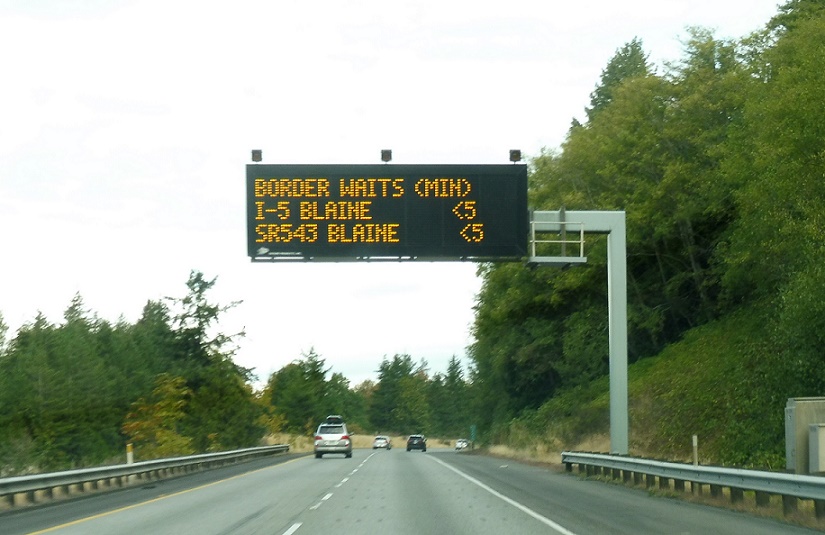 BORDER WAITS (MIN)
I-5 BLAINE <5
SR543 BLAINE <5